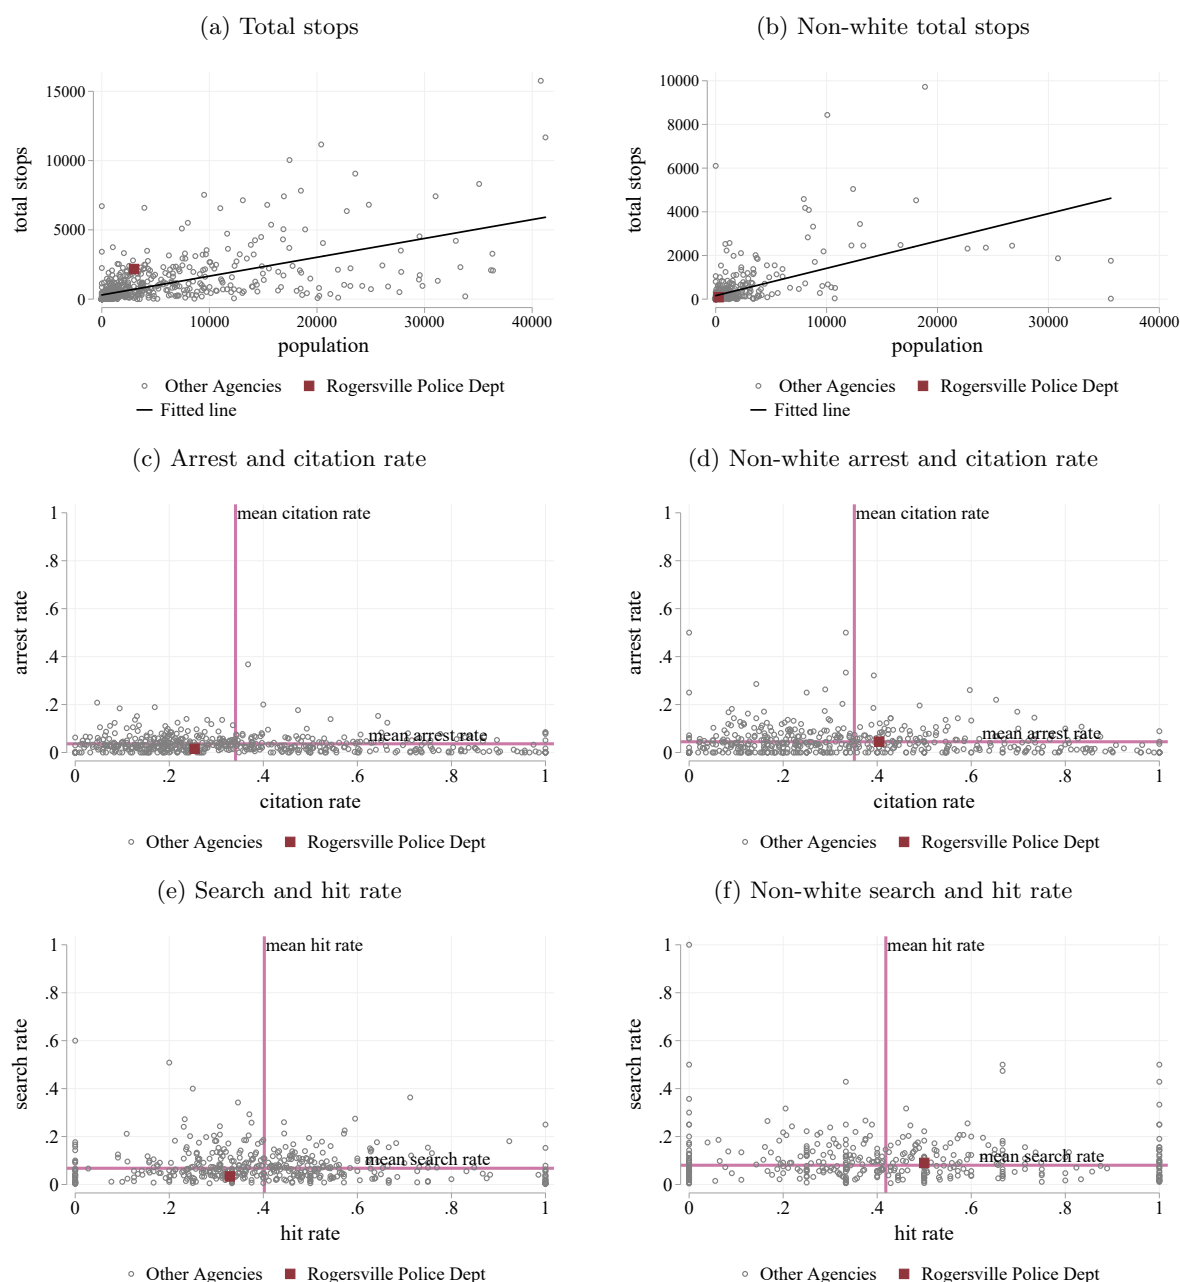 (a) Total stops
(b) Non-white total stops
total stops
15000
10000
5000
0
0 10000 20000 30000 40000
population
Other Agencies Rogersville Police Dept
Fitted line
total stops
10000
8000
6000
4000
2000
0
0 10000 20000 30000 40000
population
Other Agencies Rogersville Police Dept
Fitted line
(c) Arrest and citation rate
(d) Non-white arrest and citation rate
arrest rate
1
.8
.6
.4
.2
0
mean citation rate
mean arrest rate
0 .2 .4 .6 .8 1
citation rate
Other Agencies Rogersville Police Dept
arrest rate
1
.8
.6
.4
.2
0
mean citation rate
mean arrest rate
0 .2 .4 .6 .8 1
citation rate
Other Agencies Rogersville Police Dept
(e) Search and hit rate
(f) Non-white search and hit rate
search rate
1
.8
.6
.4
.2
0
mean hit rate
mean search rate
0 .2 .4 .6 .8 1
hit rate
Other Agencies Rogersville Police Dept
search rate
1
.8
.6
.4
.2
0
mean hit rate
mean search rate
0 .2 .4 .6 .8 1
hit rate
Other Agencies Rogersville Police Dept